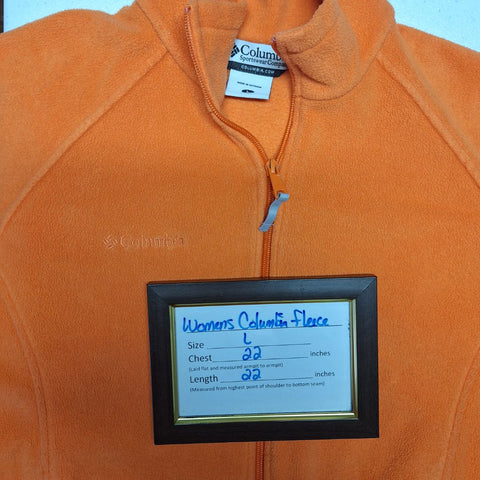 Columbia
Sportswear Company
COLUMBIA.COM
L
Columbia
Womens Columbia fleece
Size L
Chest 22 inches
(Laid flat and measured armpit to armpit)
Length 22 inches
(Measured from highest point of shoulder to bottom seam)